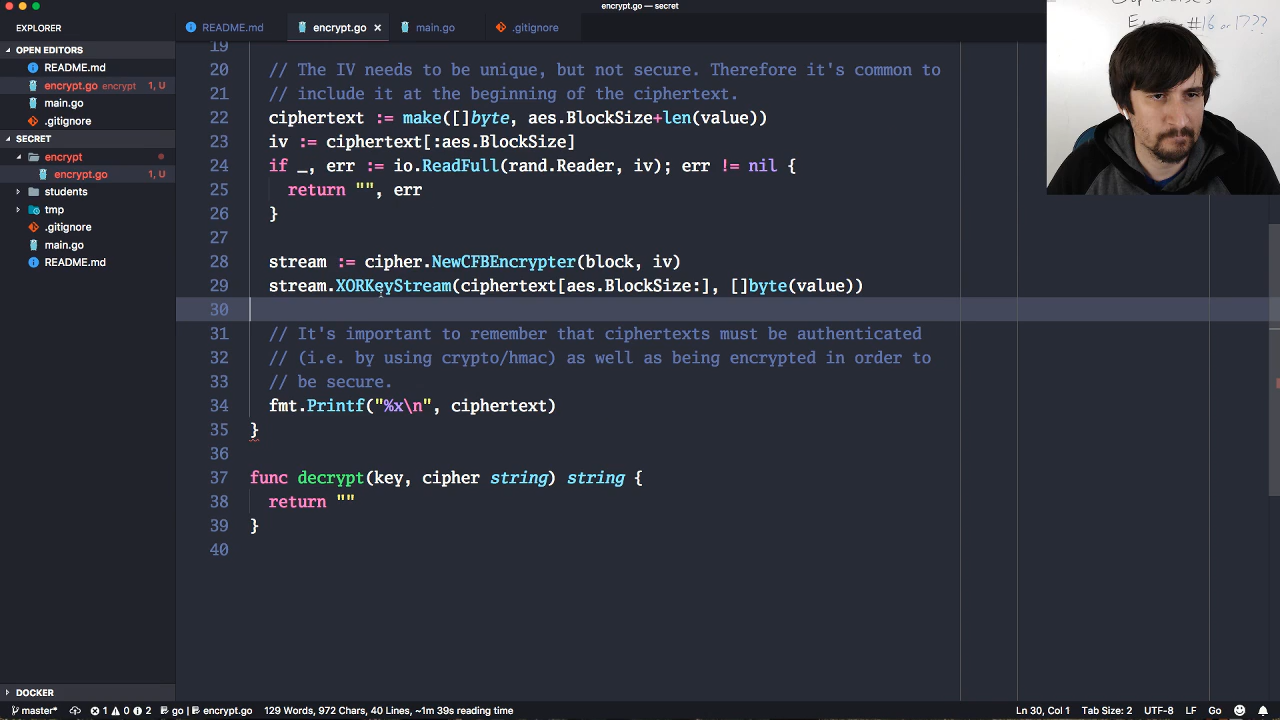 encrypt.go — secret
EXPLORER
README.md
encrypt.go ×
main.go
.gitignore
OPEN EDITORS
README.md
encrypt.go encrypt 1, U
main.go
.gitignore
SECRET
encrypt
encrypt.go 1, U
students
tmp
.gitignore
main.go
README.md
19
20 // The IV needs to be unique, but not secure. Therefore it's common to
21 // include it at the beginning of the ciphertext.
22 ciphertext := make([]byte, aes.BlockSize+len(value))
23 iv := ciphertext[:aes.BlockSize]
24 if _, err := io.ReadFull(rand.Reader, iv); err != nil {
25 return "", err
26 }
27
28 stream := cipher.NewCFBEncrypter(block, iv)
29 stream.XORKeyStream(ciphertext[aes.BlockSize:], []byte(value))
30
31 // It's important to remember that ciphertexts must be authenticated
32 // (i.e. by using crypto/hmac) as well as being encrypted in order to
33 // be secure.
34 fmt.Printf("%x\n", ciphertext)
35 }
36
37 func decrypt(key, cipher string) string {
38 return ""
39 }
40
#16 or 17???
DOCKER
master* 1 0 2 go | encrypt.go 129 Words, 972 Chars, 40 Lines, ~1m 39s reading time Ln 30, Col 1 Tab Size: 2 UTF-8 LF Go